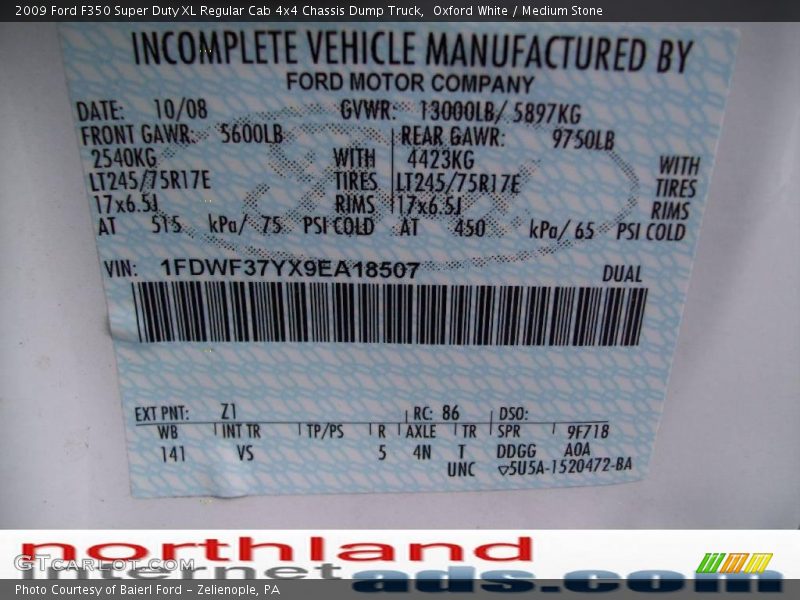 2009 Ford F350 Super Duty XL Regular Cab 4x4 Chassis Dump Truck, Oxford White / Medium Stone
INCOMPLETE VEHICLE MANUFACTURED BY
FORD MOTOR COMPANY
DATE: 10/08 GVWR: 13000LB/ 5897KG
FRONT GAWR: 5600LB REAR GAWR: 9750LB
2540KG WITH 4423KG WITH
LT245/75R17E TIRES LT245/75R17E TIRES
17x6.5J RIMS 17x6.5J RIMS
AT 515 kPa/ 75 PSI COLD AT 450 kPa/ 65 PSI COLD
VIN: 1FDWF37YX9EA18507 DUAL
EXT PNT: Z1 RC: 86 DSO:
WB INT TR TP/PS R AXLE TR SPR 9F718
141 VS 5 4N T DDGG A0A
UNC ▽5U5A-1520472-BA
northland
internet ads.com
GTcarlot.com
Photo Courtesy of Baierl Ford - Zelienople, PA